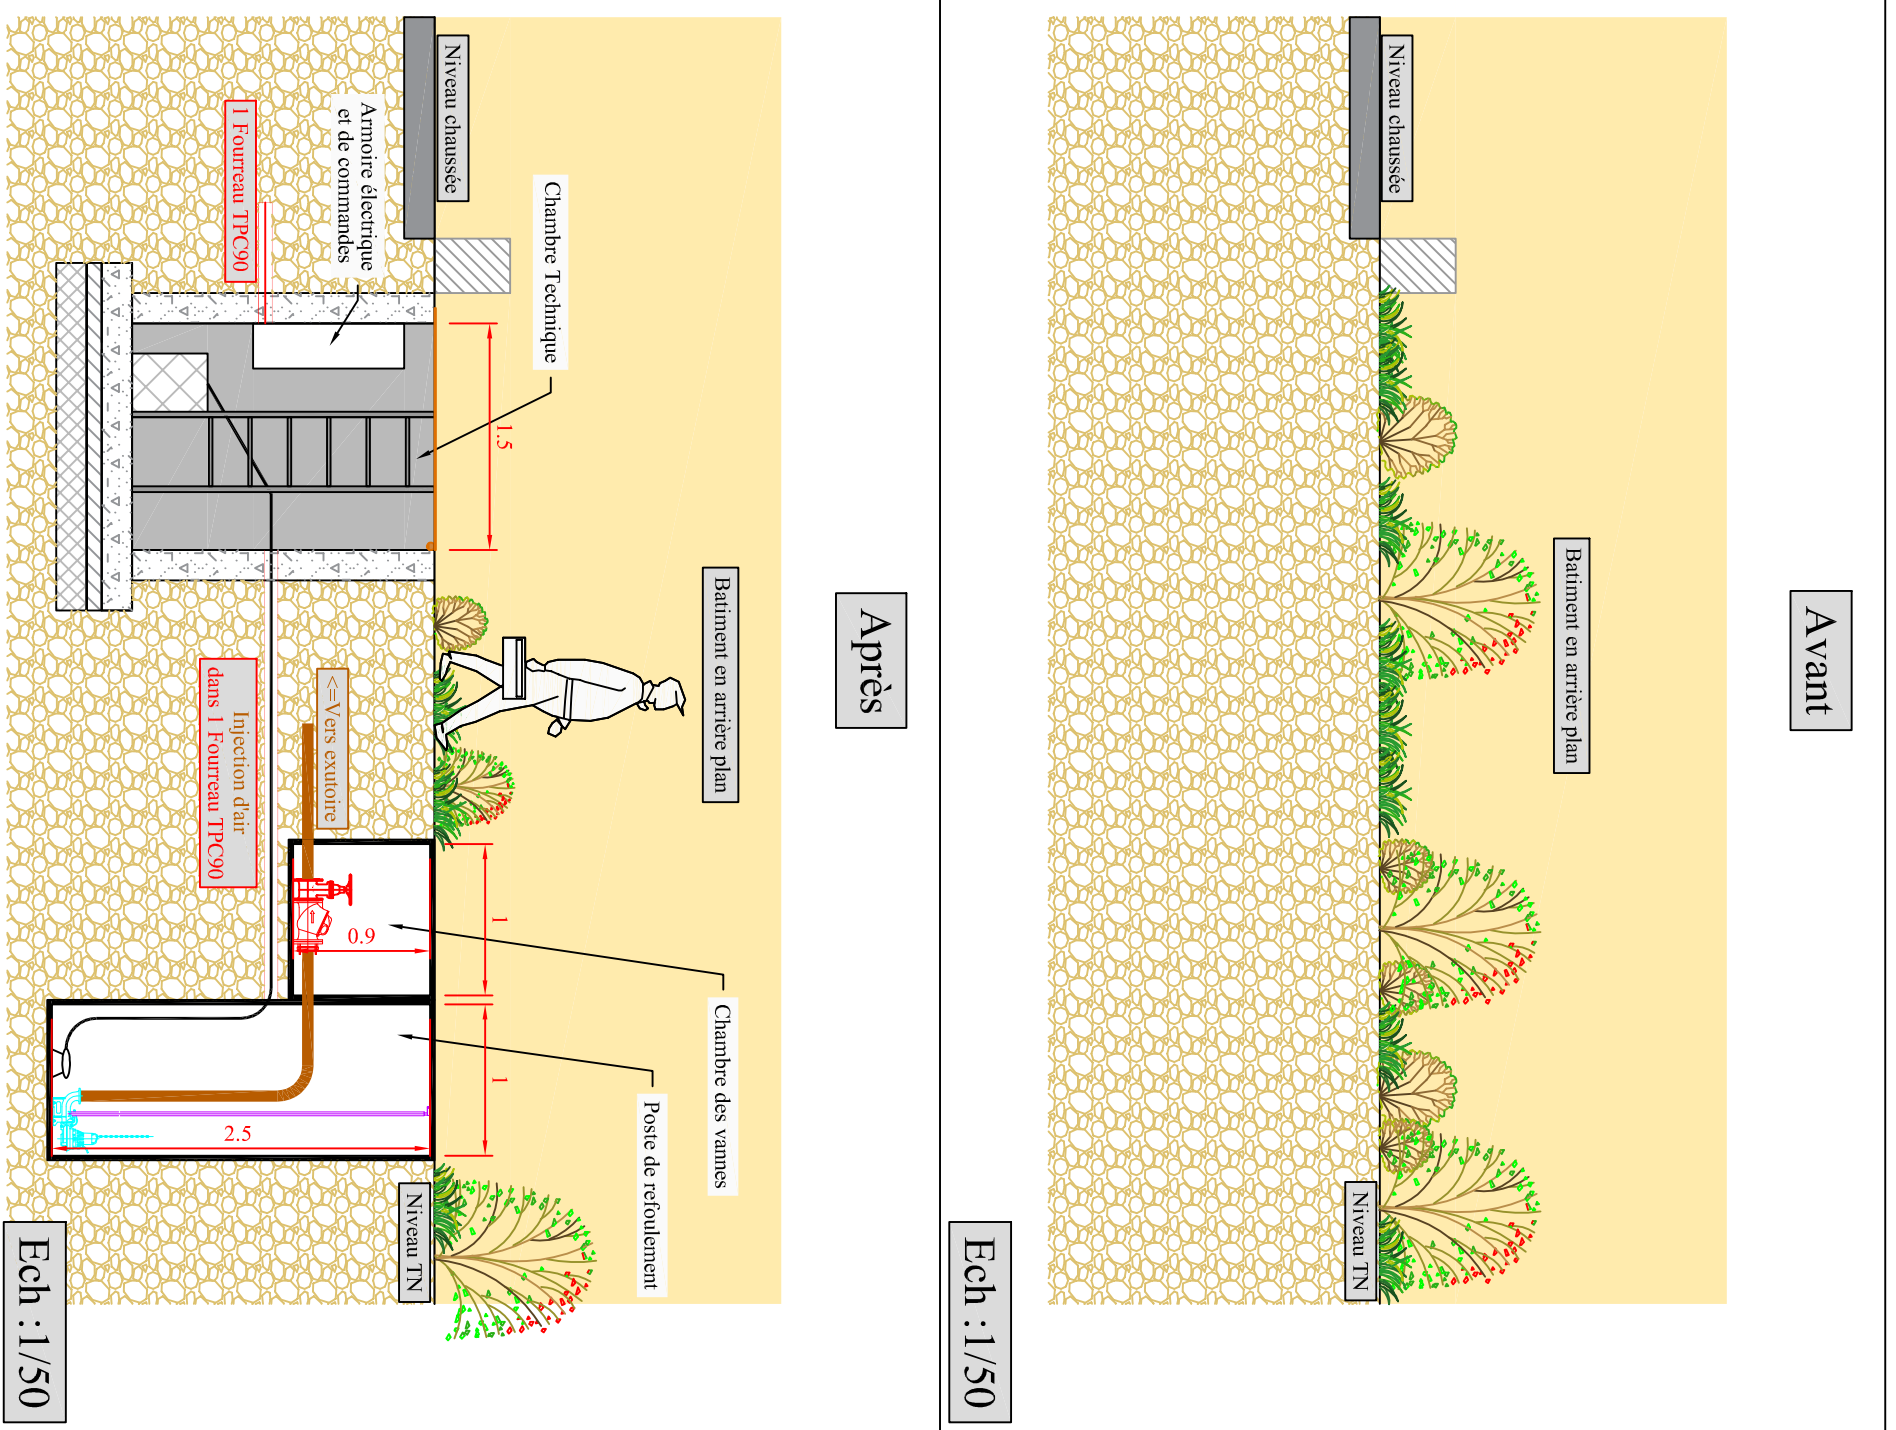 Avant
Batiment en arrière plan
Niveau chaussée
Niveau TN
Ech :1/50
Après
Batiment en arrière plan
Chambre des vannes
Poste de refoulement
Chambre Technique
1.5
1
1
Niveau chaussée
Niveau TN
Armoire électrique
et de commandes
0.9
<=Vers exutoire
1 Fourreau TPC90
Injection d'air
dans 1 Fourreau TPC90
2.5
Ech :1/50